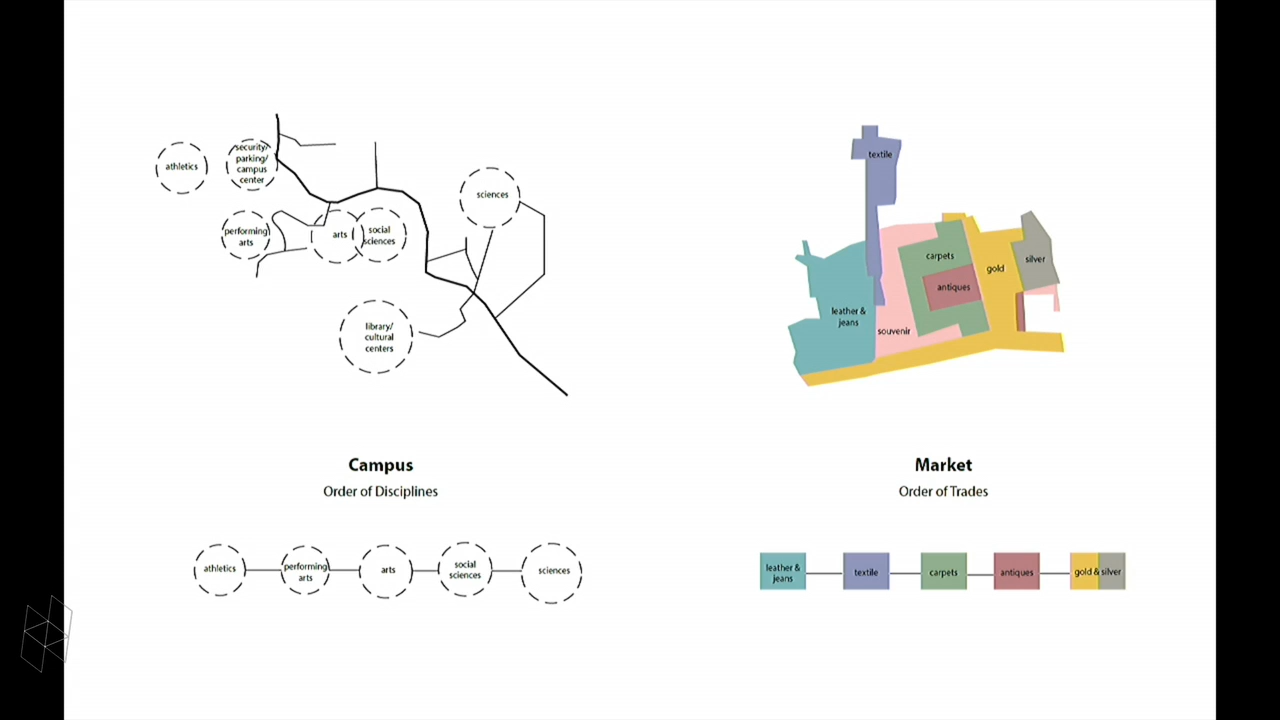 athletics
security/
parking/
campus
center
performing
arts
arts
social
sciences
sciences
library/
cultural
centers
textile
carpets
gold
silver
antiques
leather &
jeans
souvenir
Campus
Order of Disciplines
Market
Order of Trades
athletics
performing
arts
arts
social
sciences
sciences
leather &
jeans
textile
carpets
antiques
gold & silver